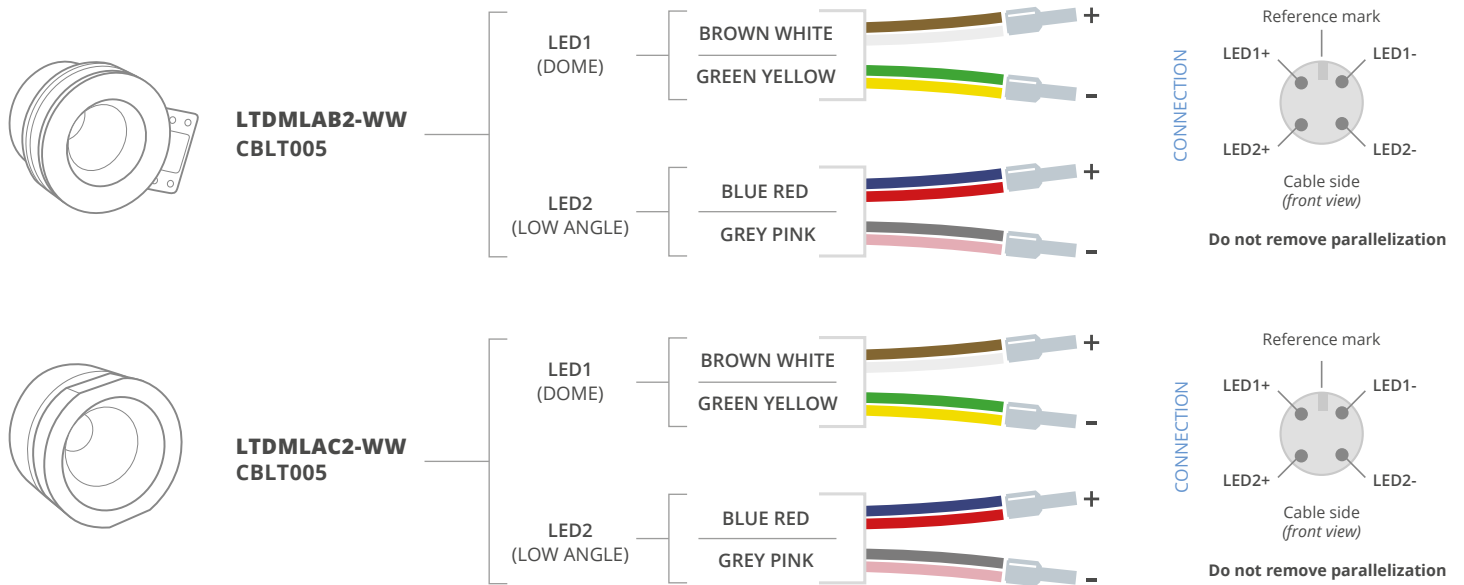 LTDMLAB2-WW
CBLT005
LED1
(DOME)
BROWN WHITE
GREEN YELLOW
+
-
LED2
(LOW ANGLE)
BLUE RED
GREY PINK
+
-
CONNECTION
Reference mark
LED1+
LED1-
LED2+
LED2-
Cable side
(front view)
Do not remove parallelization
LTDMLAC2-WW
CBLT005
LED1
(DOME)
BROWN WHITE
GREEN YELLOW
+
-
LED2
(LOW ANGLE)
BLUE RED
GREY PINK
+
-
CONNECTION
Reference mark
LED1+
LED1-
LED2+
LED2-
Cable side
(front view)
Do not remove parallelization